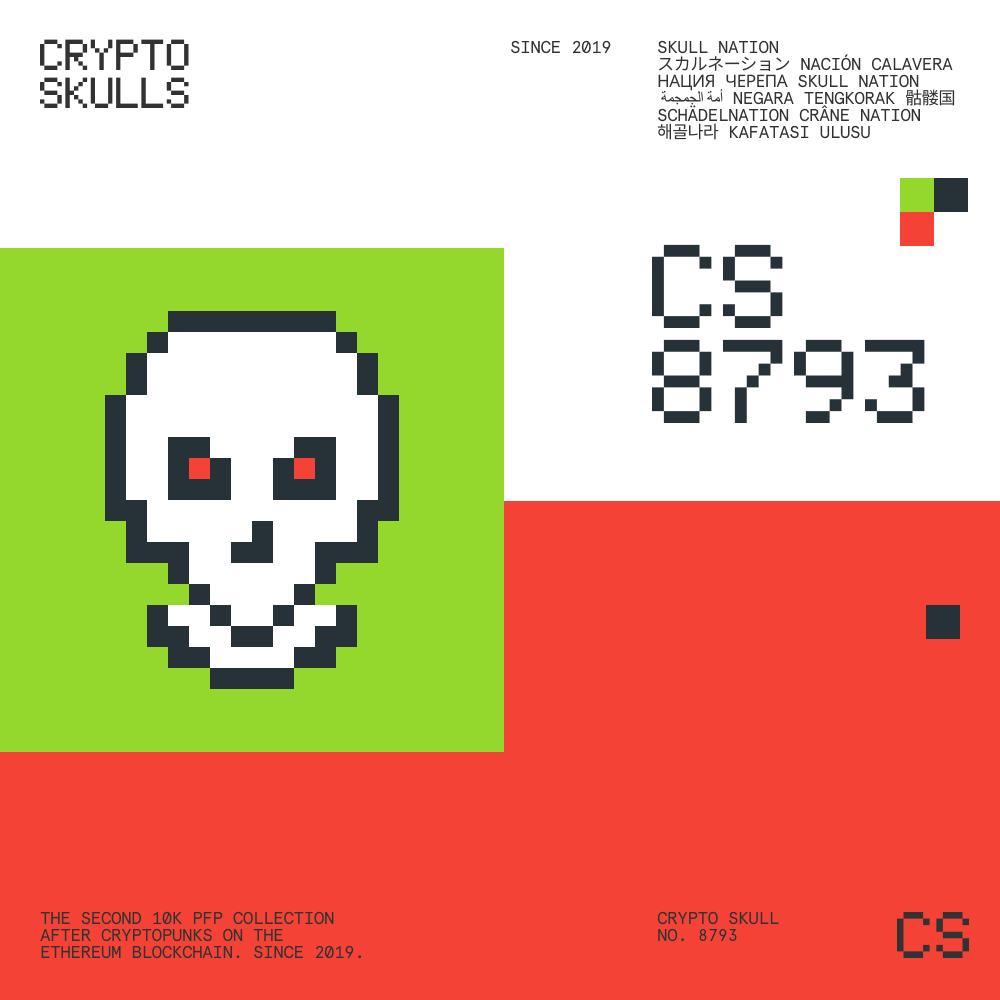 CRYPTO
SKULLS
SINCE 2019
SKULL NATION
スカルネーション NACIÓN CALAVERA
НАЦИЯ ЧЕРЕПА SKULL NATION
أمة الجمجمة NEGARA TENGKORAK 骷髅国
SCHÄDELNATION CRÂNE NATION
해골나라 KAFATASI ULUSU
CS
8793
THE SECOND 10K PFP COLLECTION
AFTER CRYPTOPUNKS ON THE
ETHEREUM BLOCKCHAIN. SINCE 2019.
CRYPTO SKULL
NO. 8793
CS